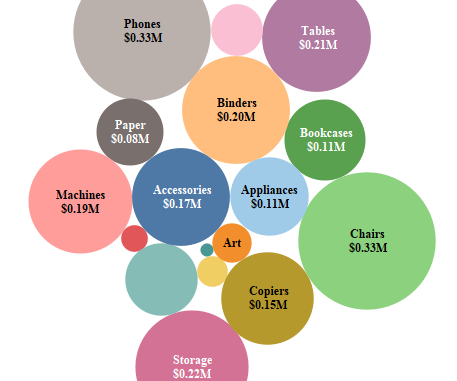 Phones
$0.33M
Tables
$0.21M
Binders
$0.20M
Paper
$0.08M
Bookcases
$0.11M
Machines
$0.19M
Accessories
$0.17M
Appliances
$0.11M
Chairs
$0.33M
Art
Copiers
$0.15M
Storage
$0.22M